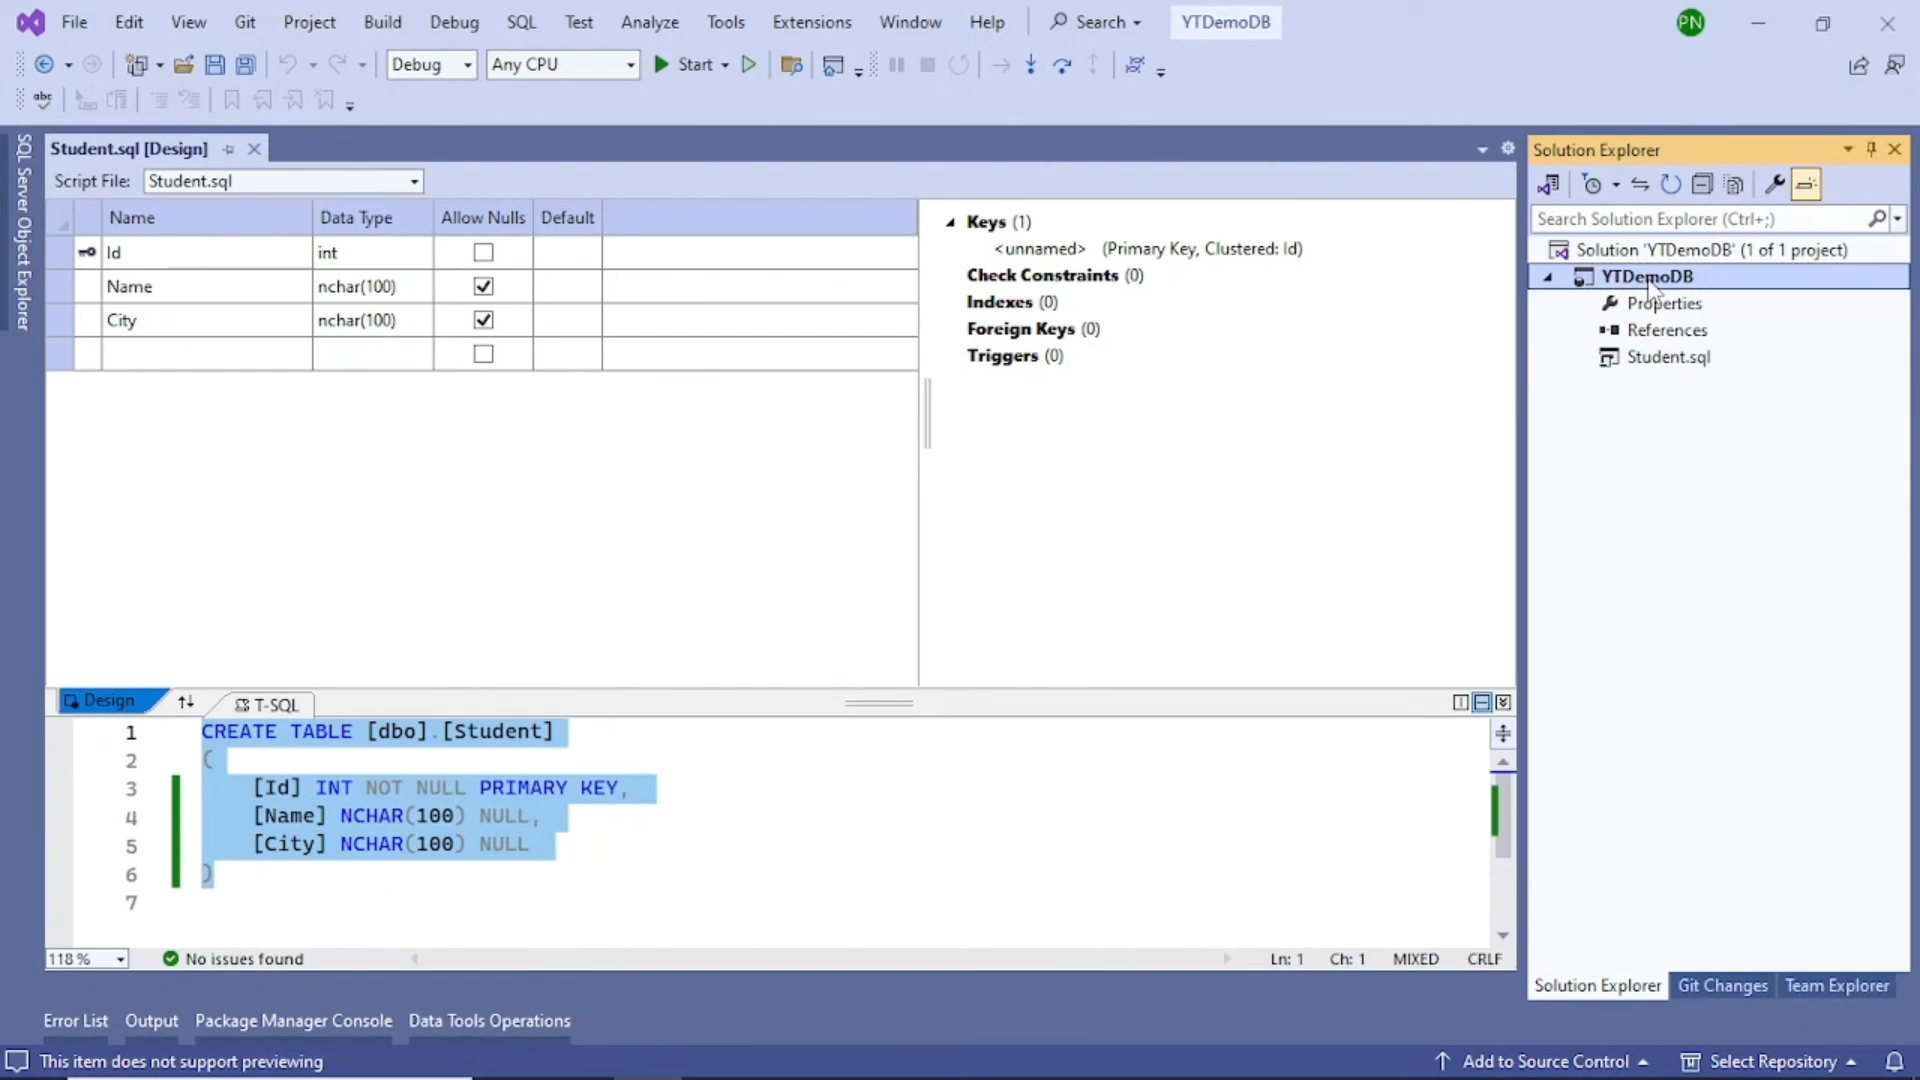 File Edit View Git Project Build Debug SQL Test Analyze Tools Extensions Window Help Search YTDemoDB PN
Debug Any CPU Start
abc
SQL Server Object Explorer
Student.sql [Design]
Script File: Student.sql
Name Data Type Allow Nulls Default
Id int
Name nchar(100)
City nchar(100)
Keys (1)
<unnamed> (Primary Key, Clustered: Id)
Check Constraints (0)
Indexes (0)
Foreign Keys (0)
Triggers (0)
Design T-SQL
1 CREATE TABLE [dbo].[Student]
2 (
3 [Id] INT NOT NULL PRIMARY KEY,
4 [Name] NCHAR(100) NULL,
5 [City] NCHAR(100) NULL
6 )
7
118 % No issues found Ln: 1 Ch: 1 MIXED CRLF
Solution Explorer
Search Solution Explorer (Ctrl+;)
Solution 'YTDemoDB' (1 of 1 project)
YTDemoDB
Properties
References
Student.sql
Solution Explorer Git Changes Team Explorer
Error List Output Package Manager Console Data Tools Operations
This item does not support previewing Add to Source Control Select Repository